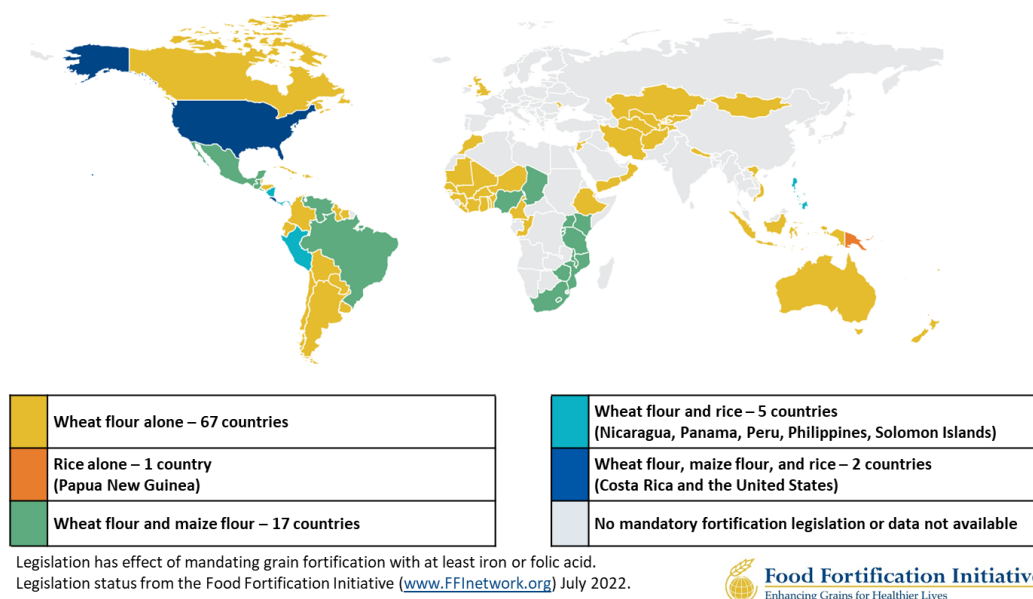 Wheat flour alone – 67 countries
Rice alone – 1 country
(Papua New Guinea)
Wheat flour and maize flour – 17 countries
Wheat flour and rice – 5 countries
(Nicaragua, Panama, Peru, Philippines, Solomon Islands)
Wheat flour, maize flour, and rice – 2 countries
(Costa Rica and the United States)
No mandatory fortification legislation or data not available
Legislation has effect of mandating grain fortification with at least iron or folic acid.
Legislation status from the Food Fortification Initiative (www.FFInetwork.org) July 2022.
Food Fortification Initiative
Enhancing Grains for Healthier Lives